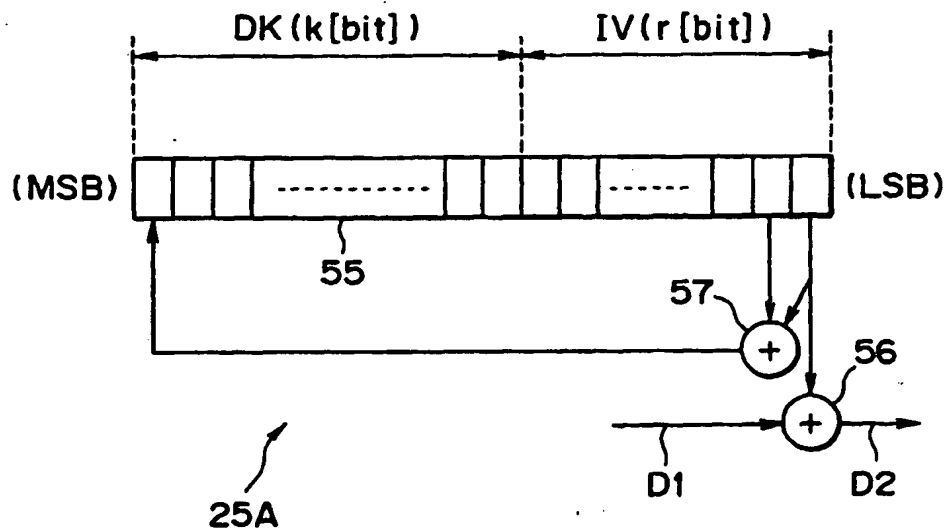 DK(k[bit]) IV(r[bit])
(MSB) (LSB)
55
57
+
56
+
D1 D2
25A